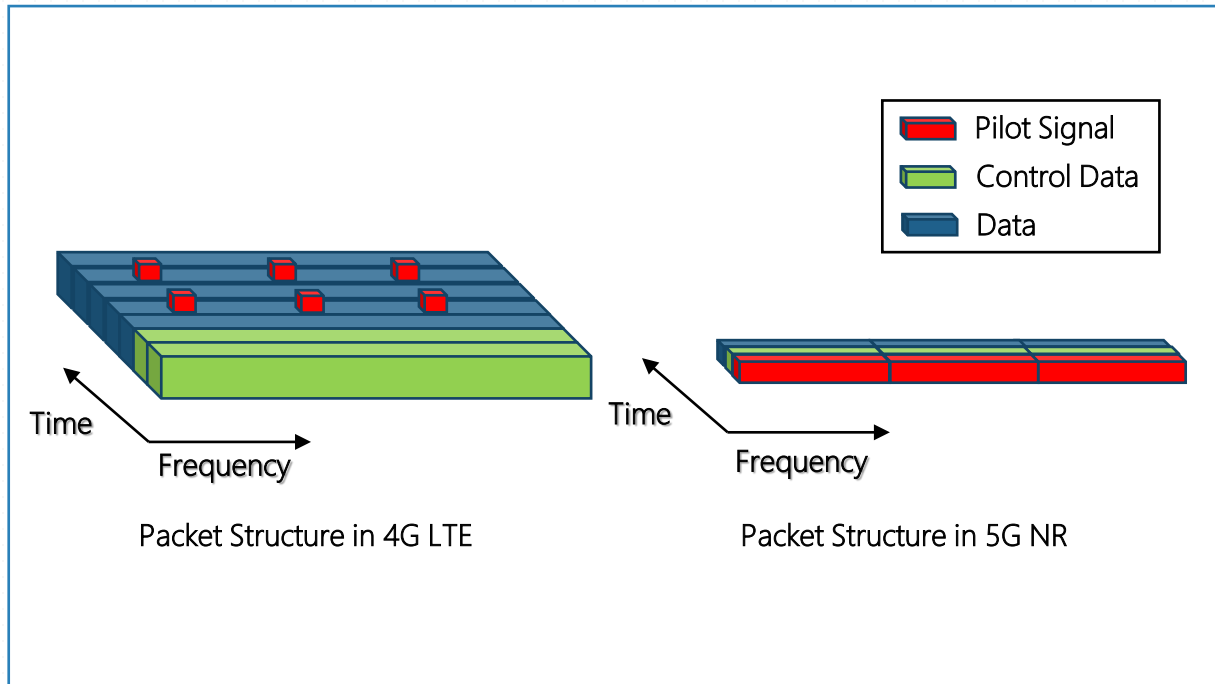 Pilot Signal
Control Data
Data
Time
Frequency
Packet Structure in 4G LTE
Time
Frequency
Packet Structure in 5G NR